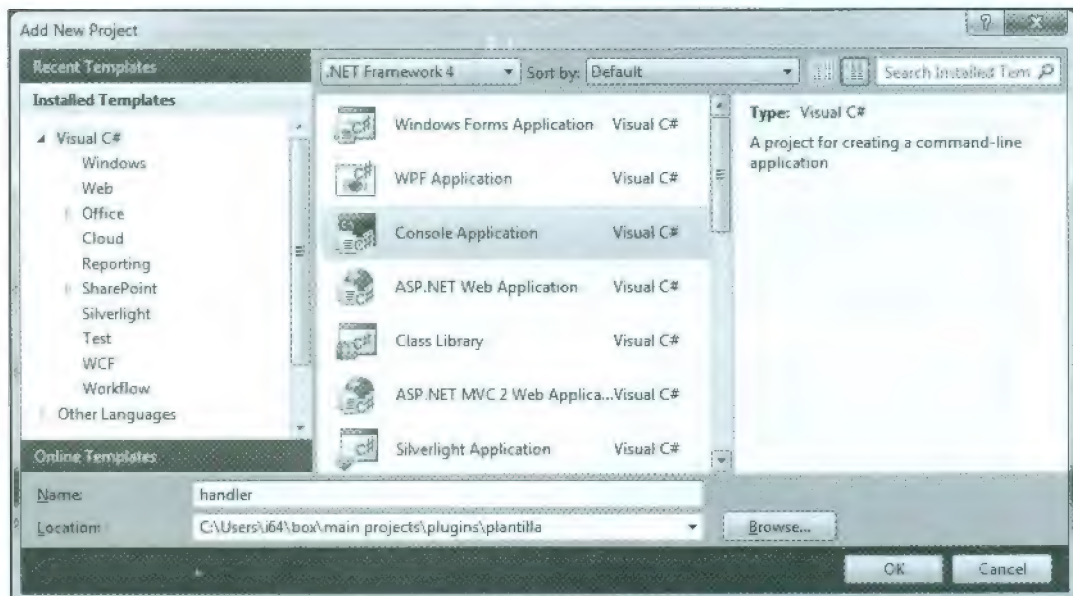 Add New Project
Recent Templates
Installed Templates
Visual C#
Windows
Web
Office
Cloud
Reporting
SharePoint
Silverlight
Test
WCF
Workflow
Other Languages
Online Templates
.NET Framework 4
Sort by: Default
Search Installed Tem
Windows Forms Application Visual C#
WPF Application Visual C#
Console Application Visual C#
ASP.NET Web Application Visual C#
Class Library Visual C#
ASP.NET MVC 2 Web Applica...Visual C#
Silverlight Application Visual C#
Type: Visual C#
A project for creating a command-line
application
Name: handler
Location: C:\Users\i64\box\main projects\plugins\plantilla
Browse...
OK
Cancel